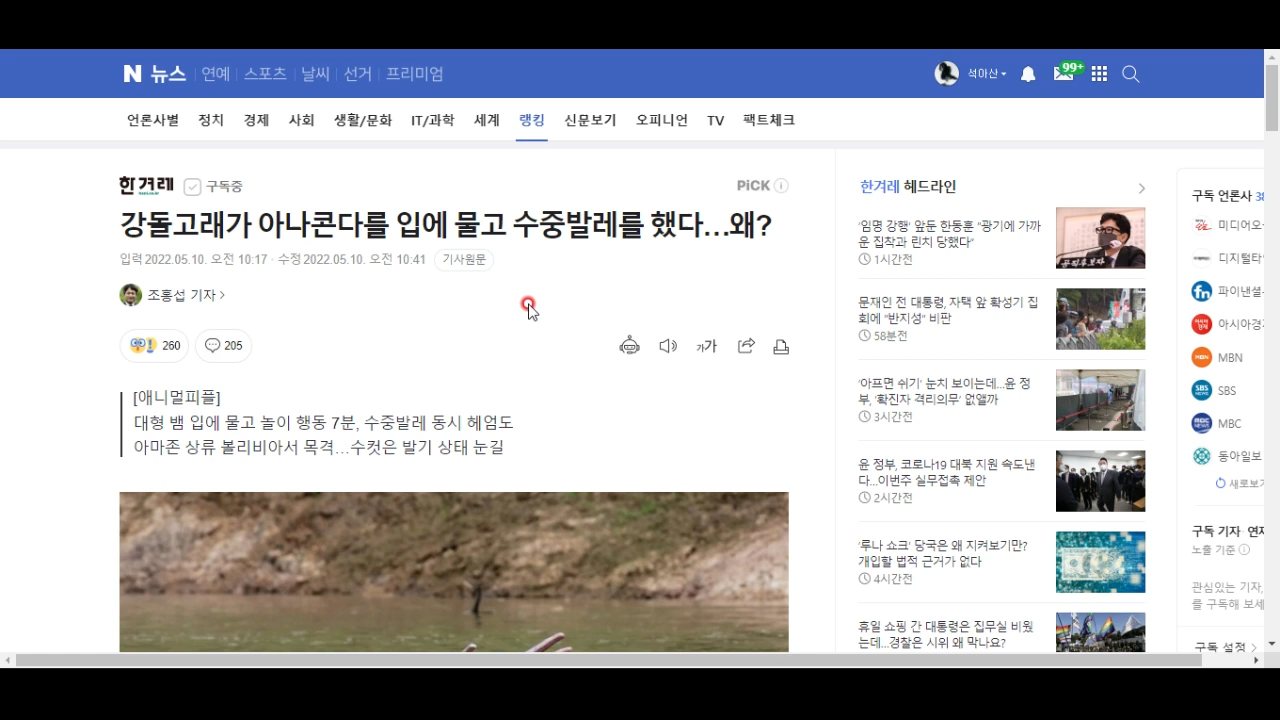 N 뉴스 연예 스포츠 날씨 선거 프리미엄
석아산 99+
언론사별 정치 경제 사회 생활/문화 IT/과학 세계 랭킹 신문보기 오피니언 TV 팩트체크
한겨레 구독중 PiCK
강돌고래가 아나콘다를 입에 물고 수중발레를 했다…왜?
입력 2022.05.10. 오전 10:17 · 수정 2022.05.10. 오전 10:41 기사원문
조홍섭 기자
260 205
가가
[애니멀피플]
대형 뱀 입에 물고 놀이 행동 7분, 수중발레 동시 헤엄도
아마존 상류 볼리비아서 목격…수컷은 발기 상태 눈길
한겨레 헤드라인
'임명 강행' 앞둔 한동훈 "광기에 가까
운 집착과 린치 당했다"
1시간전
문재인 전 대통령, 자택 앞 확성기 집
회에 "반지성" 비판
58분전
'아프면 쉬기' 눈치 보이는데…윤 정
부, '확진자 격리의무' 없앨까
3시간전
윤 정부, 코로나19 대북 지원 속도낸
다…이번주 실무접촉 제안
2시간전
'루나 쇼크' 당국은 왜 지켜보기만?
개입할 법적 근거가 없다
4시간전
휴일 쇼핑 간 대통령은 집무실 비웠
는데…경찰은 시위 왜 막나요?
구독 언론사
미디어오
디지털타
파이낸셜
아시아경
MBN
SBS
MBC
동아일보
새로보기
구독 기자·연재
노출 기준
관심있는 기자,
를 구독해 보세
구독 설정